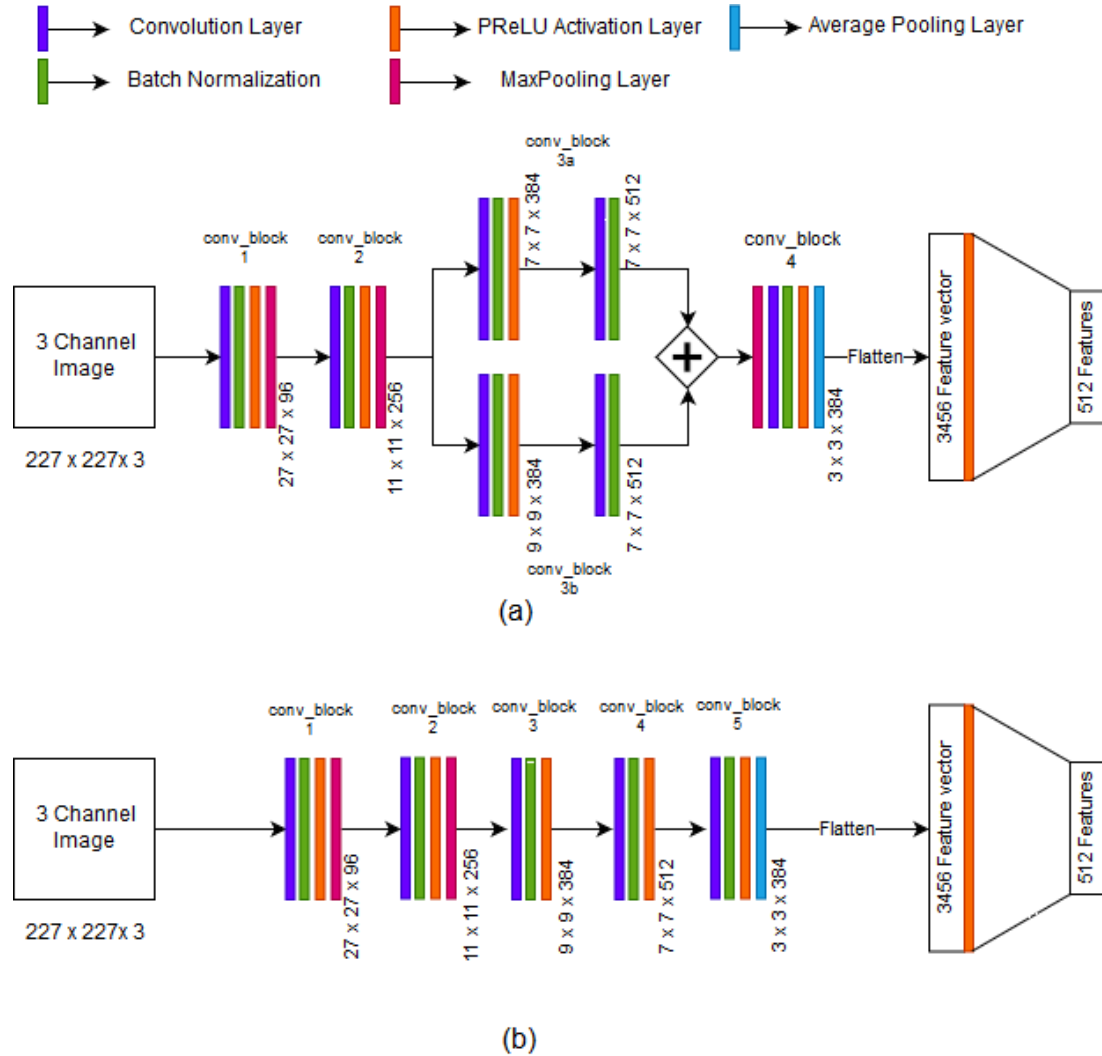 Convolution Layer
PReLU Activation Layer
Average Pooling Layer
Batch Normalization
MaxPooling Layer
conv_block
3a
7 x 7 x 384
7 x 7 x 512
conv_block
1
conv_block
2
conv_block
4
3 Channel
Image
227 x 227x 3
27 x 27 x 96
11 x 11 x 256
9 x 9 x 384
7 x 7 x 512
conv_block
3b
3 x 3 x 384
Flatten
3456 Feature vector
512 Features
(a)
conv_block
1
conv_block
2
conv_block
3
conv_block
4
conv_block
5
3 Channel
Image
227 x 227x 3
27 x 27 x 96
11 x 11 x 256
9 x 9 x 384
7 x 7 x 512
3 x 3 x 384
Flatten
3456 Feature vector
512 Features
(b)